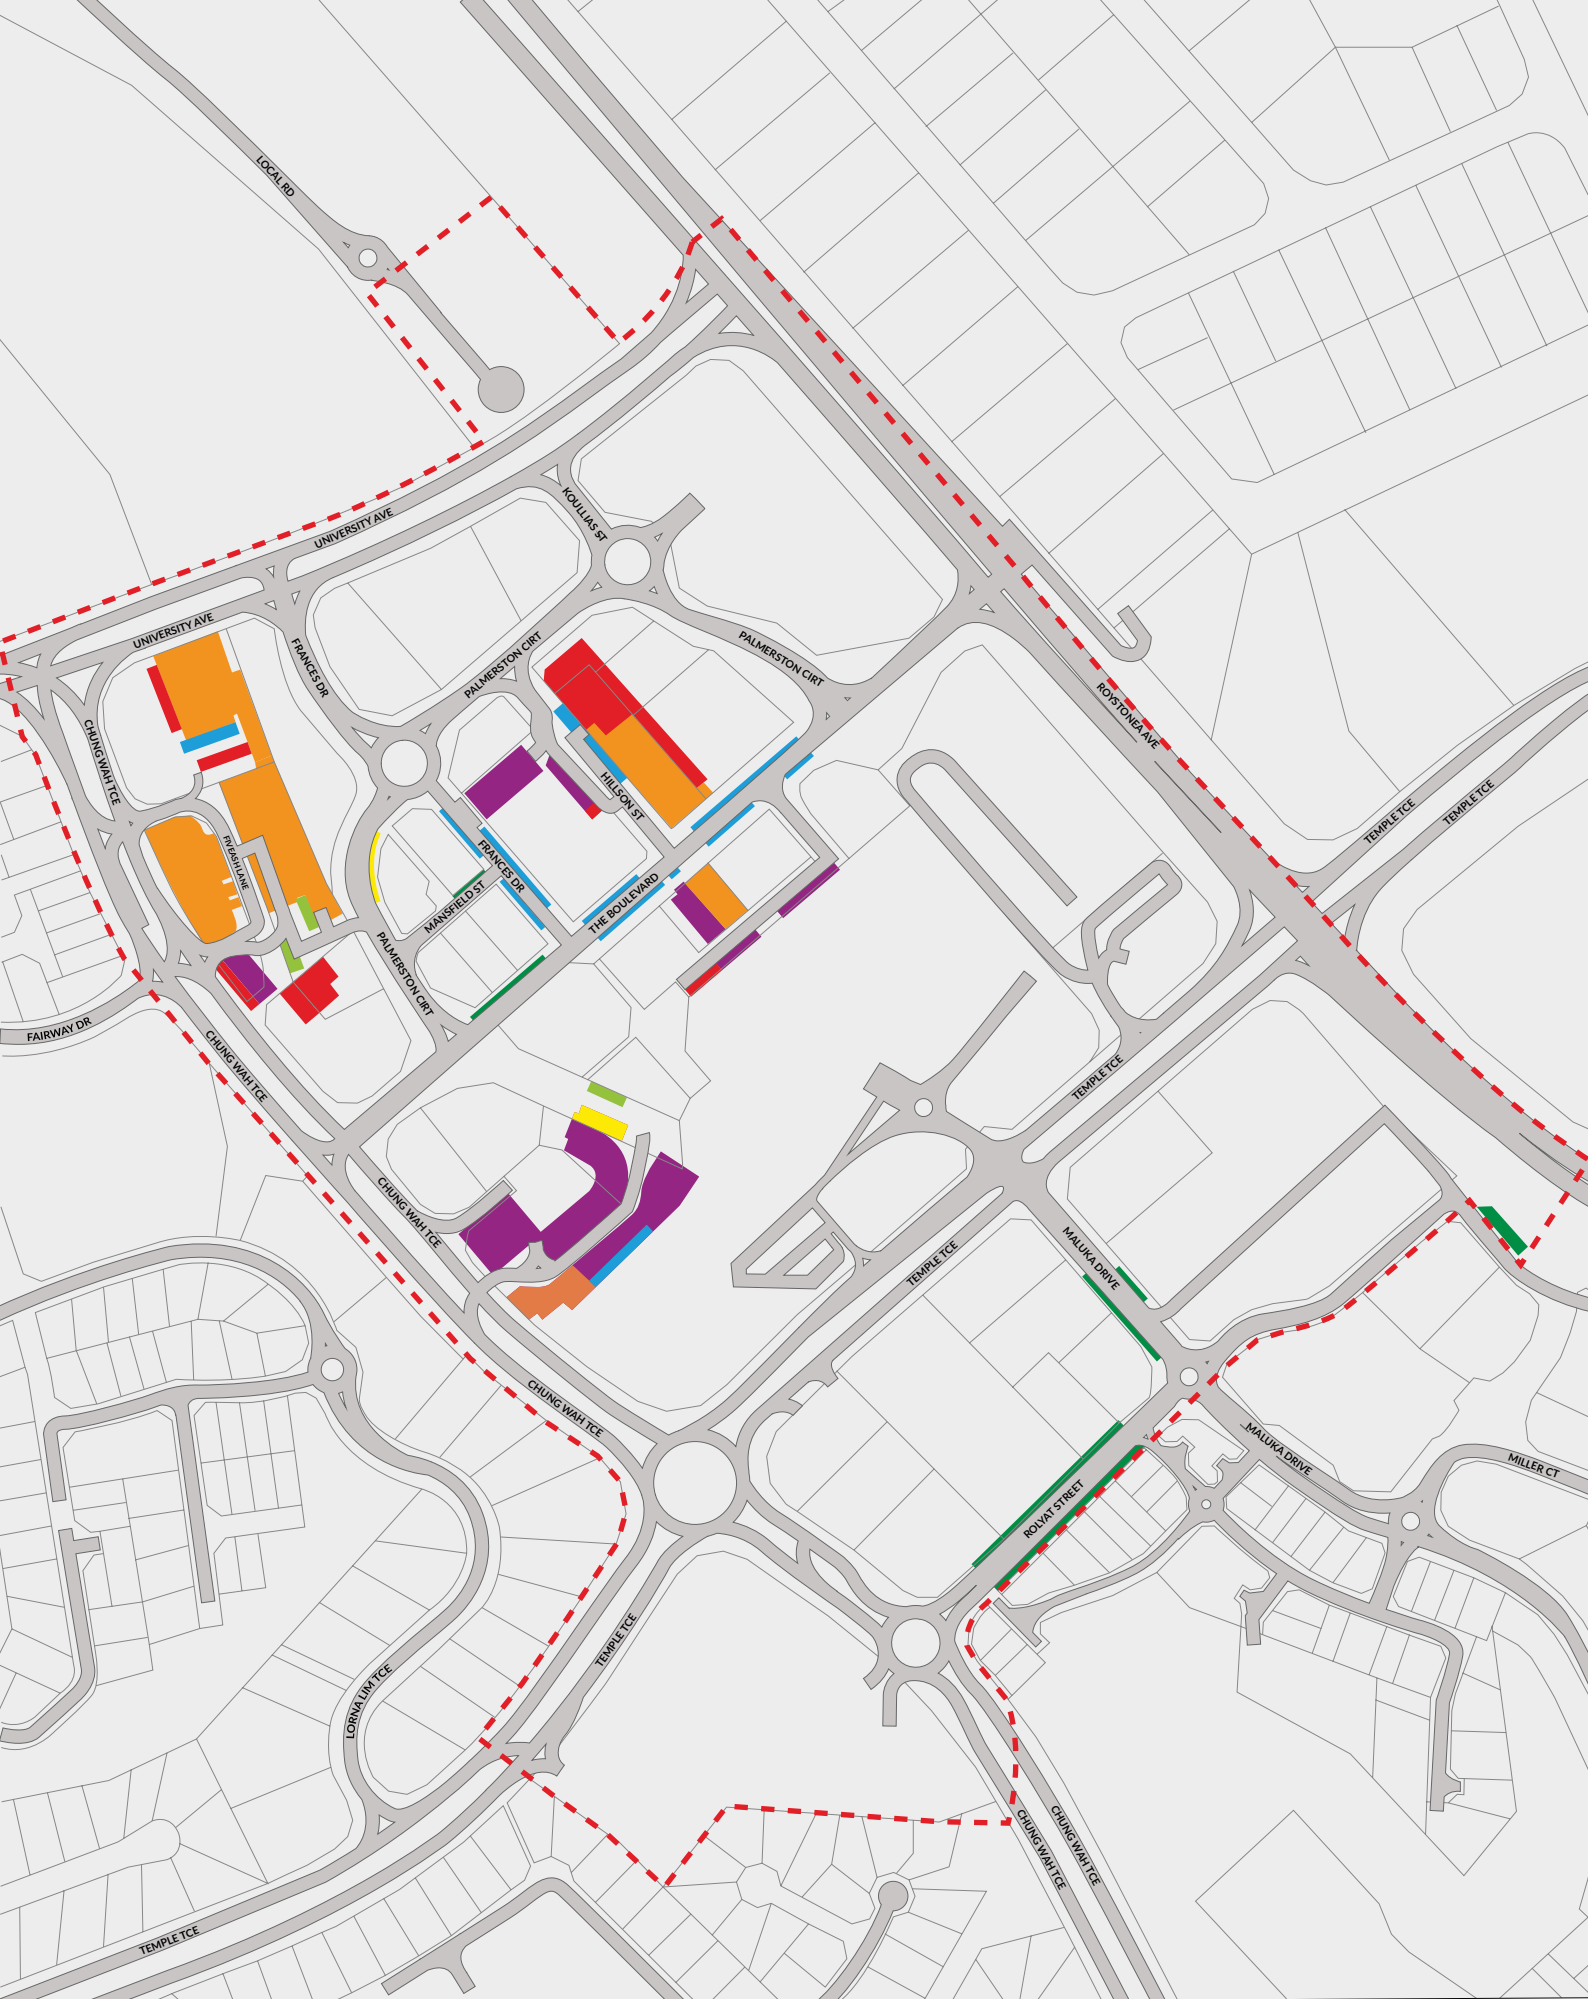 LOCAL RD
UNIVERSITY AVE
KOULLIAS ST
UNIVERSITY AVE
FRANCES DR
PALMERSTON CIRT
PALMERSTON CIRT
CHUNG WAH TCE
ROYSTONEA AVE
HILLSON ST
TEMPLE TCE
TEMPLE TCE
FIVEASH LANE
FRANCES DR
MANSFIELD ST
THE BOULEVARD
PALMERSTON CIRT
FAIRWAY DR
CHUNG WAH TCE
TEMPLE TCE
CHUNG WAH TCE
MALUKA DRIVE
TEMPLE TCE
CHUNG WAH TCE
MALUKA DRIVE
MILLER CT
ROLYAT STREET
TEMPLE TCE
LORNA LIM TCE
CHUNG WAH TCE
CHUNG WAH TCE
TEMPLE TCE